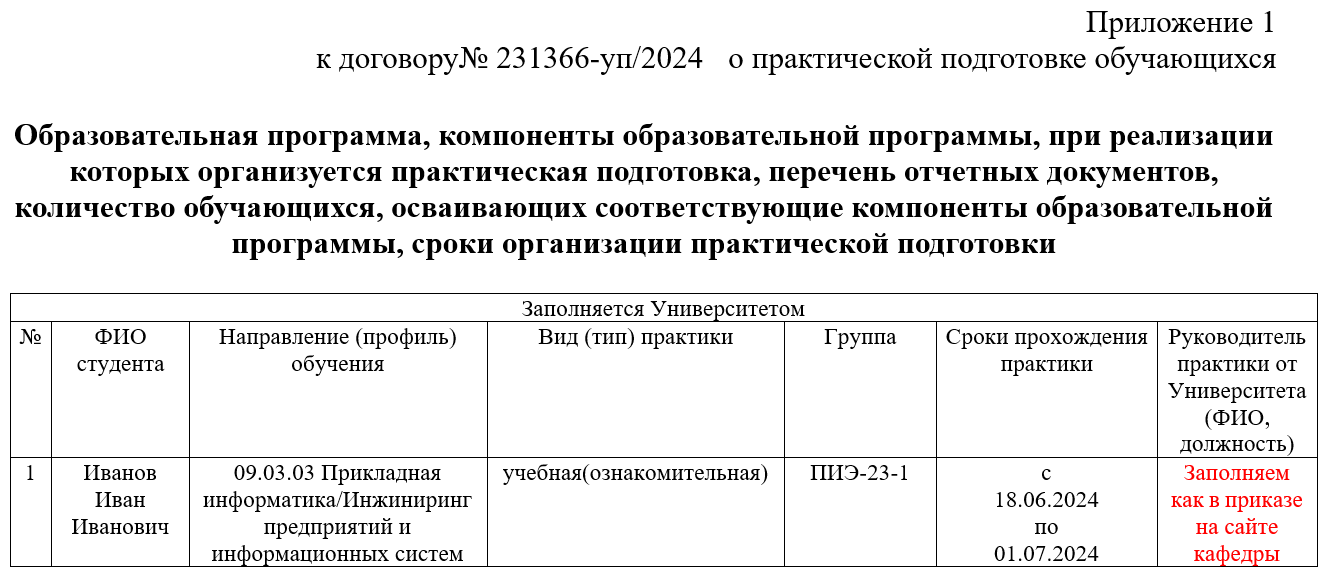 Приложение 1
к договору№ 231366-уп/2024 о практической подготовке обучающихся
Образовательная программа, компоненты образовательной программы, при реализации
которых организуется практическая подготовка, перечень отчетных документов,
количество обучающихся, осваивающих соответствующие компоненты образовательной
программы, сроки организации практической подготовки
Заполняется Университетом
№
ФИО
студента
Направление (профиль)
обучения
Вид (тип) практики
Группа
Сроки прохождения
практики
Руководитель
практики от
Университета
(ФИО,
должность)
1
Иванов
Иван
Иванович
09.03.03 Прикладная
информатика/Инжиниринг
предприятий и
информационных систем
учебная(ознакомительная)
ПИЭ-23-1
с
18.06.2024
по
01.07.2024
Заполняем
как в приказе
на сайте
кафедры